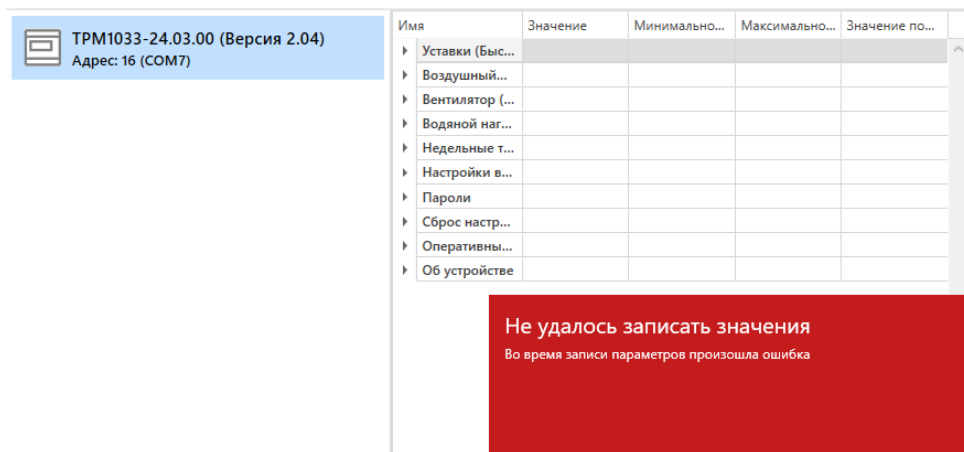 ТРМ1033-24.03.00 (Версия 2.04)
Адрес: 16 (COM7)
Имя Значение Минимально... Максимально... Значение по...
Уставки (Быс...
Воздушный...
Вентилятор (...
Водяной наг...
Недельные т...
Настройки в...
Пароли
Сброс настр...
Оперативны...
Об устройстве
Не удалось записать значения
Во время записи параметров произошла ошибка